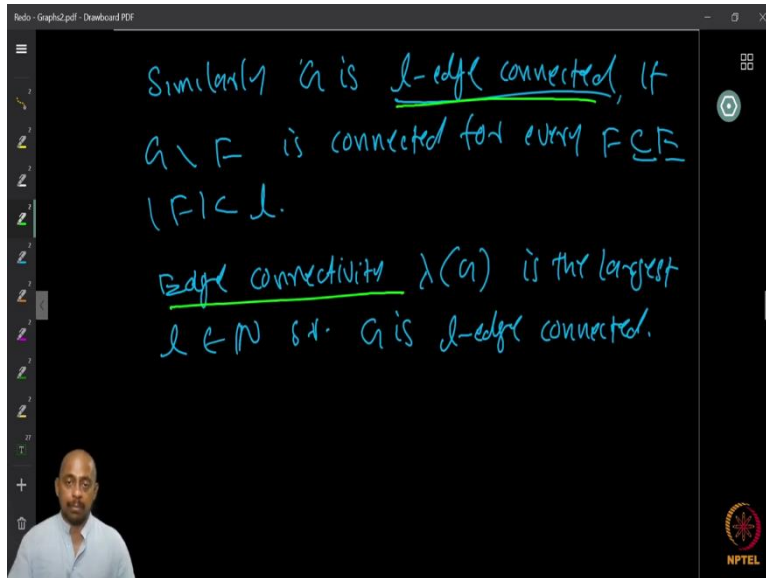 Redo - Graphs2.pdf - Drawboard PDF
Similarly G is l-edge connected, If
G \ F is connected for every F ⊆ E
|F| < l.
Edge connectivity λ(G) is the largest
l ∈ N s.t. G is l-edge connected.
NPTEL